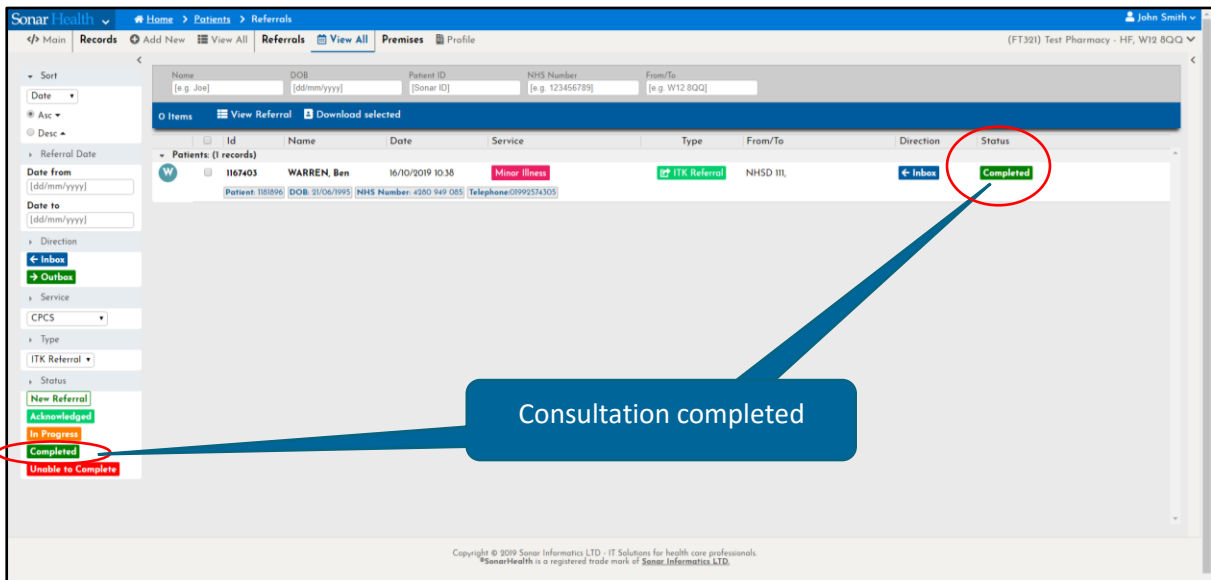 Sonar Health Home > Patients > Referrals John Smith
</> Main Records Add New View All Referrals View All Premises Profile (FT321) Test Pharmacy - HF, W12 8QQ
Sort
Date
Asc
Desc
Referral Date
Date from
[dd/mm/yyyy]
Date to
[dd/mm/yyyy]
Direction
← Inbox
→ Outbox
Service
CPCS
Type
ITK Referral
Status
New Referral
Acknowledged
In Progress
Completed
Unable to Complete
Name DOB Patient ID NHS Number From/To
[e.g. Joe] [dd/mm/yyyy] [Sonar ID] [e.g. 123456789] [e.g. W12 8QQ]
0 Items View Referral Download selected
Id Name Date Service Type From/To Direction Status
Patients: (1 records)
W 1167403 WARREN, Ben 16/10/2019 10:38 Minor Illness ITK Referral NHSD 111, ← Inbox Completed
Patient: 1181896 DOB: 21/06/1995 NHS Number: 4280 949 085 Telephone:01992574305
Consultation completed
Copyright © 2019 Sonar Informatics LTD - IT Solutions for health care professionals.
®SonarHealth is a registered trade mark of Sonar Informatics LTD.